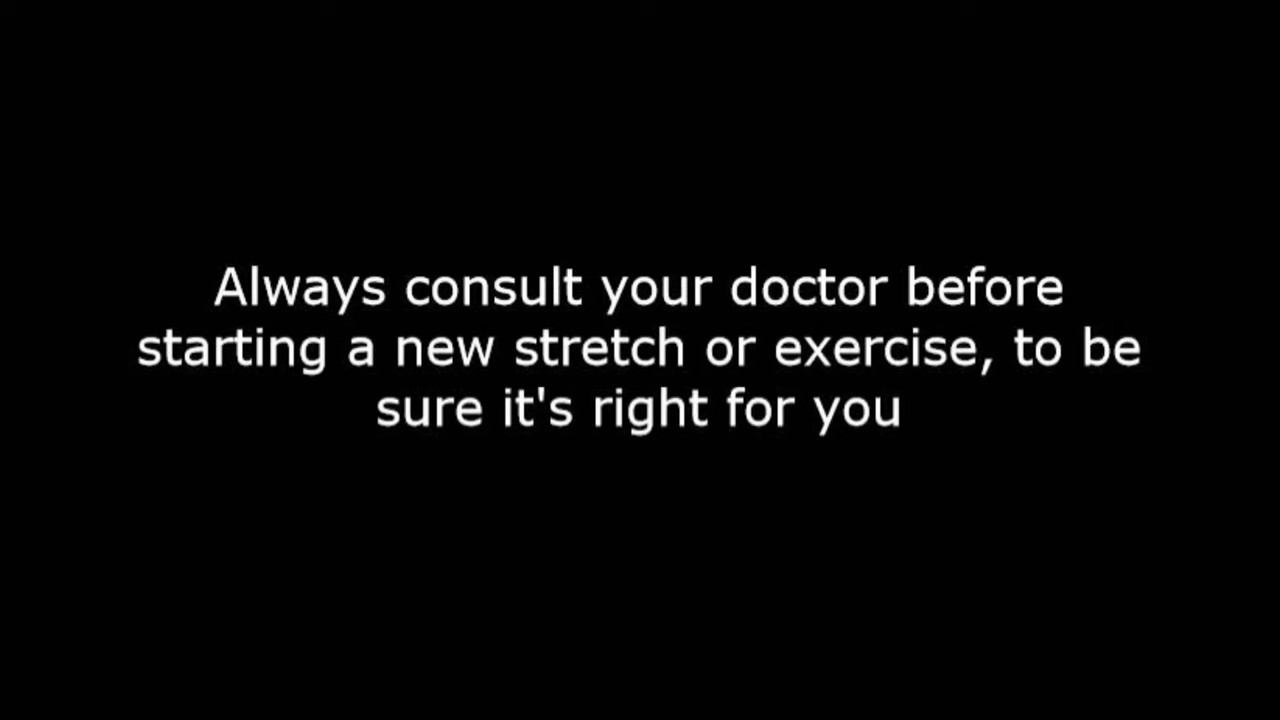 Always consult your doctor before
starting a new stretch or exercise, to be
sure it's right for you